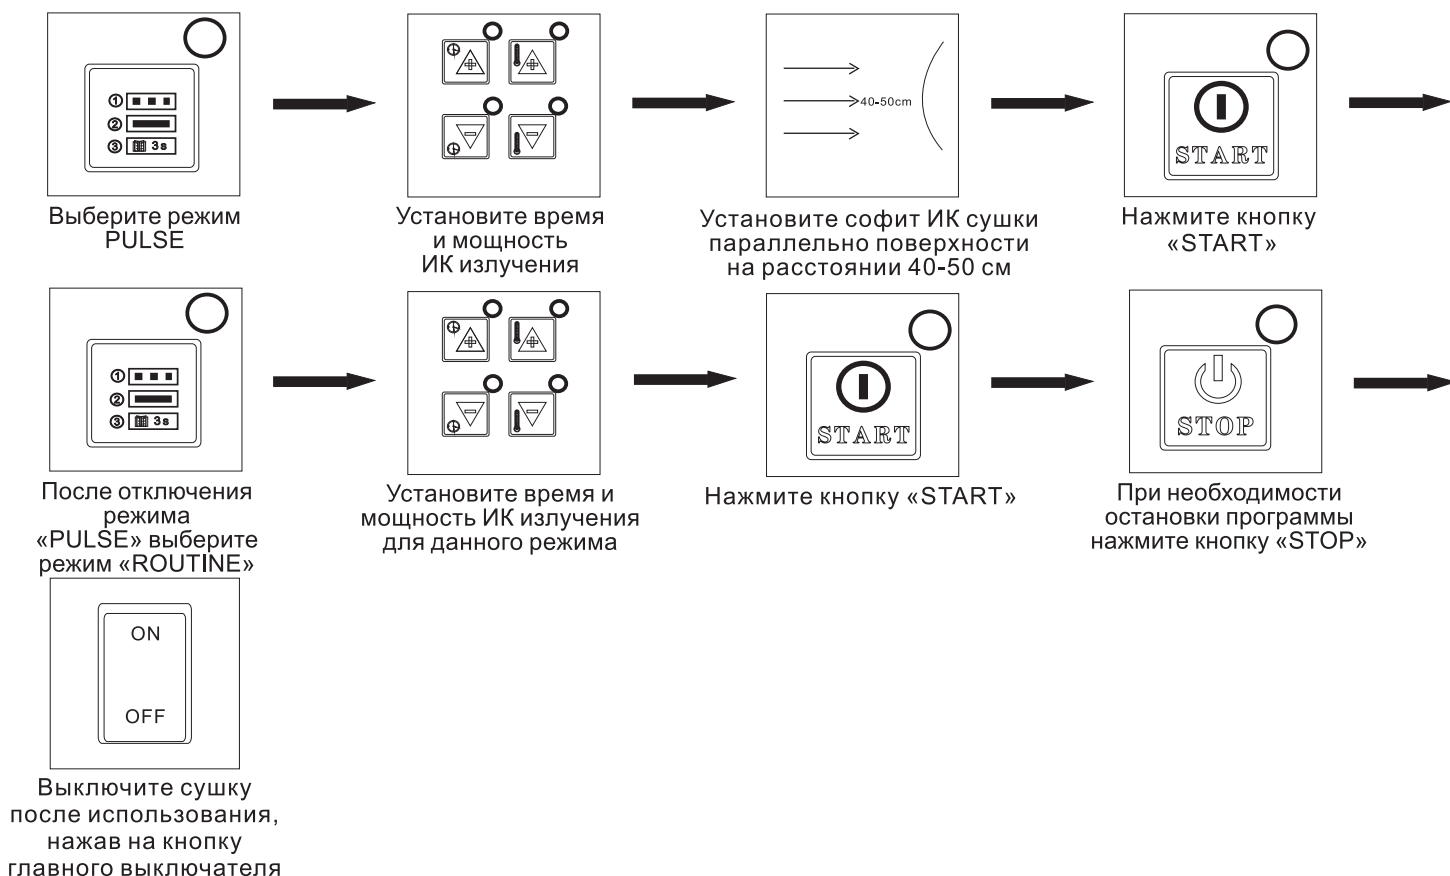 ① 
②
③ 3s
Выберите режим
PULSE
Установите время
и мощность
ИК излучения
40-50cm
Установите софит ИК сушки
параллельно поверхности
на расстоянии 40-50 см
START
Нажмите кнопку
«START»
①
②
③ 3s
После отключения
режима
«PULSE» выберите
режим «ROUTINE»
Установите время и
мощность ИК излучения
для данного режима
START
Нажмите кнопку «START»
STOP
При необходимости
остановки программы
нажмите кнопку «STOP»
ON
OFF
Выключите сушку
после использования,
нажав на кнопку
главного выключателя